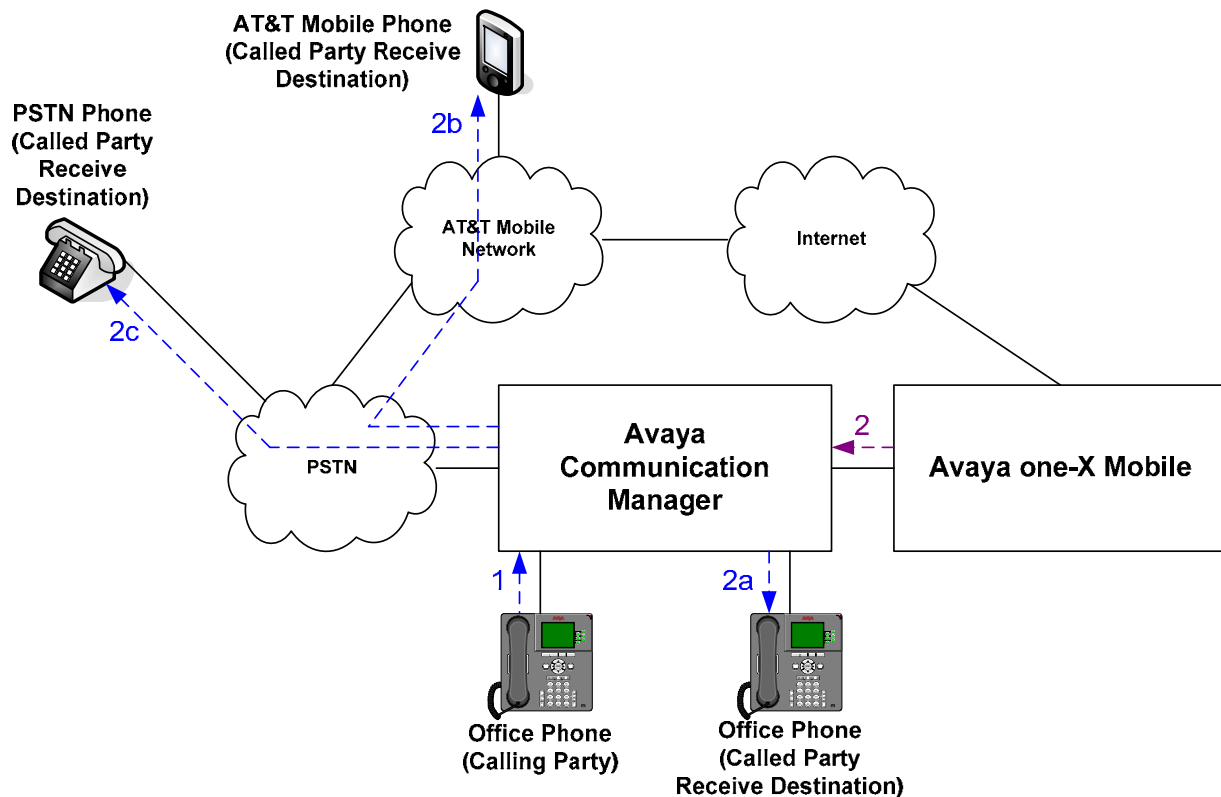 AT&T Mobile Phone
(Called Party Receive
Destination)
PSTN Phone
(Called Party
Receive
Destination)
2b
AT&T Mobile
Network
Internet
2c
PSTN
Avaya
Communication
Manager
2
Avaya one-X Mobile
1
2a
AVAYA
AVAYA
Office Phone
(Calling Party)
Office Phone
(Called Party
Receive Destination)